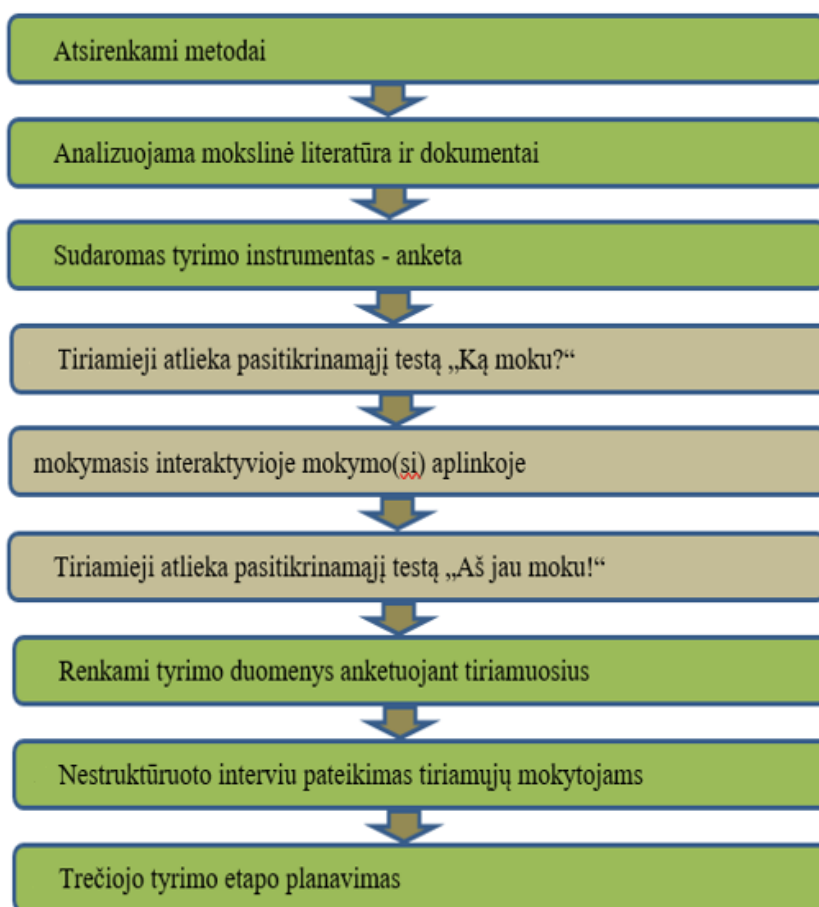 Atsirenkami metodai
Analizuojama mokslinė literatūra ir dokumentai
Sudaromas tyrimo instrumentas - anketa
Tiriamieji atlieka pasitikrinamąjį testą „Ką moku?“
mokymasis interaktyvioje mokymo(si) aplinkoje
Tiriamieji atlieka pasitikrinamąjį testą „Aš jau moku!“
Renkami tyrimo duomenys anketuojant tiriamuosius
Nestruktūruoto interviu pateikimas tiriamųjų mokytojams
Trečiojo tyrimo etapo planavimas